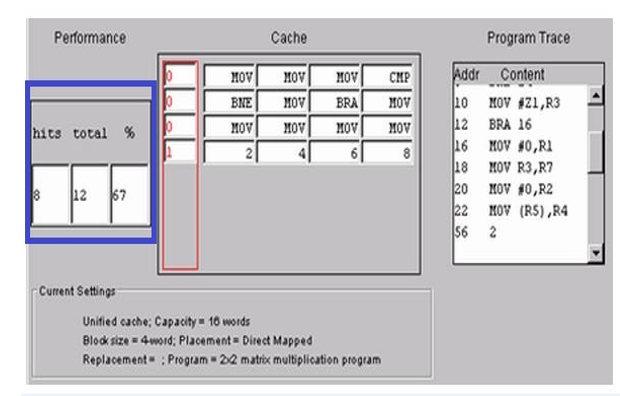 Performance Cache Program Trace
hits total %
8 12 67
0 MOV MOV MOV CMP
0 BNE MOV BRA MOV
0 MOV MOV MOV MOV
1 2 4 6 8
Addr Content
10 MOV #Z1,R3
12 BRA 16
16 MOV #0,R1
18 MOV R3,R7
20 MOV #0,R2
22 MOV (R5),R4
56 2
Current Settings
Unified cache; Capacity = 16 words
Block size = 4-word; Placement = Direct Mapped
Replacement = ; Program = 2x2 matrix multiplication program